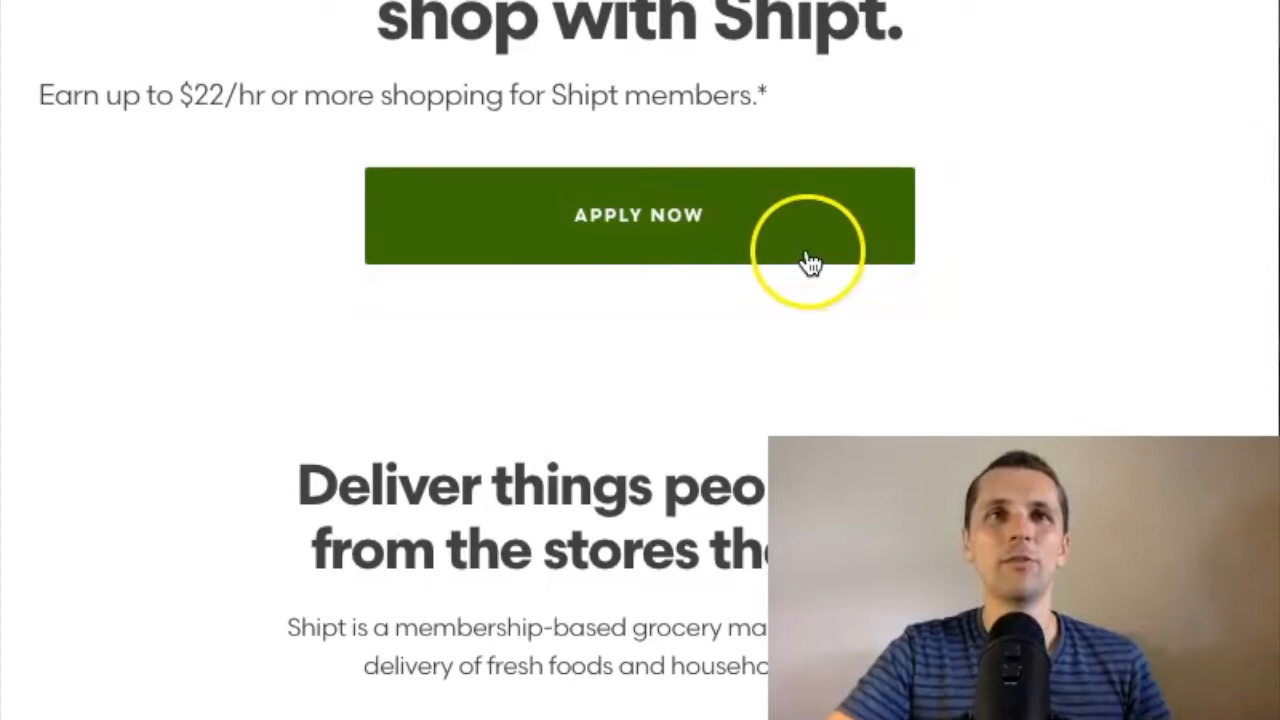 shop with Shipt.
Earn up to $22/hr or more shopping for Shipt members.*
APPLY NOW
Deliver things peo
from the stores the
Shipt is a membership-based grocery ma
delivery of fresh foods and househo